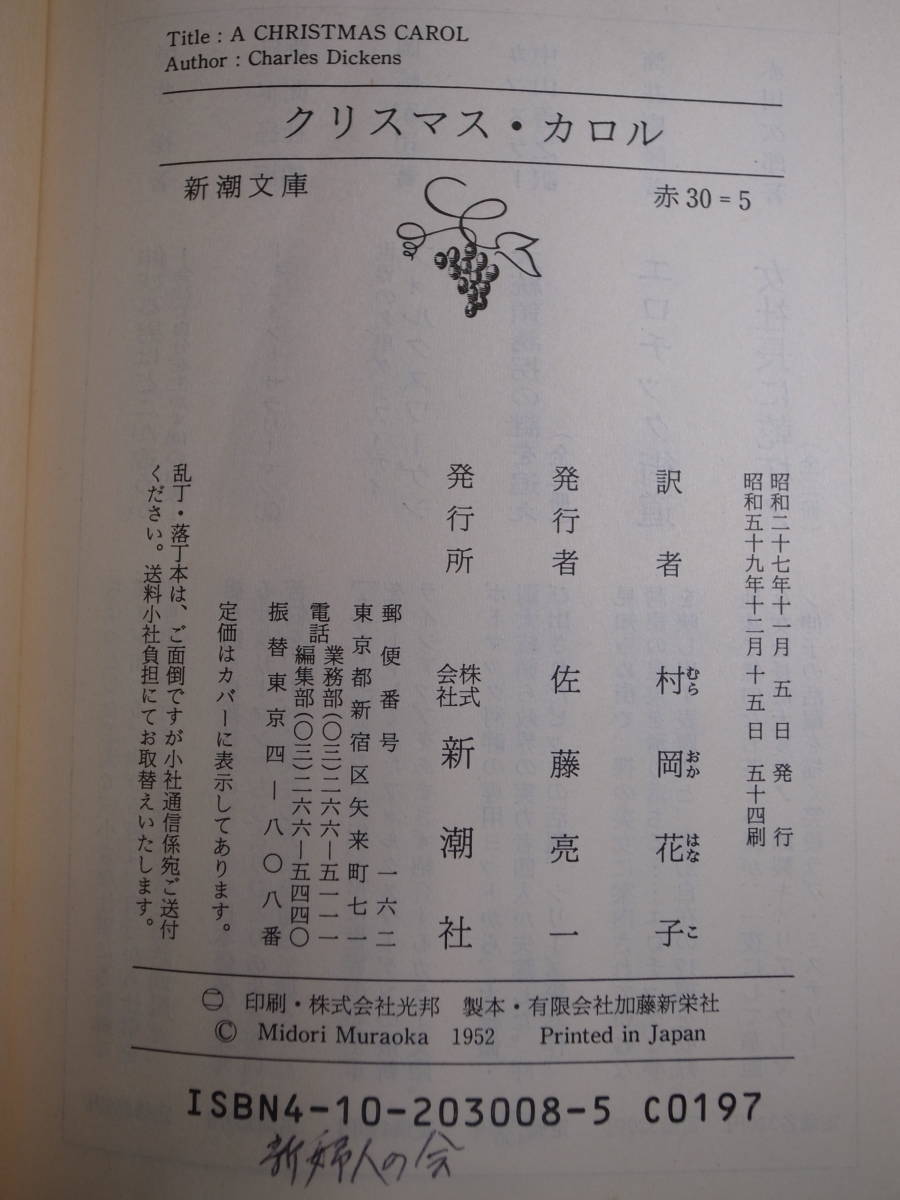 Title : A CHRISTMAS CAROL
Author : Charles Dickens
クリスマス・カロル
新潮文庫
赤30=5
昭和二十七年十一月五日発行
昭和五十九年十二月十五日五十四刷
訳者 村岡花子
むら おか はな こ
発行者 佐藤亮一
発行所 株式会社 新潮社
郵便番号 一六二
東京都新宿区矢来町七一
電話 業務部(〇三)二六六―五一一一
編集部(〇三)二六六―五四四〇
振替東京四―八〇八番
定価はカバーに表示してあります。
乱丁・落丁本は、ご面倒ですが小社通信係宛ご送付
ください。送料小社負担にてお取替えいたします。
㊁ 印刷・株式会社光邦 製本・有限会社加藤新栄社
© Midori Muraoka 1952 Printed in Japan
ISBN4-10-203008-5 C0197
新婦人の会